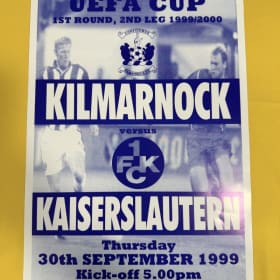 UEFA CUP
1ST ROUND, 2ND LEG 1999/2000
KILMARNOCK
versus
1
FCK
KAISERSLAUTERN
Thursday
30th SEPTEMBER 1999
Kick-off 5.00pm